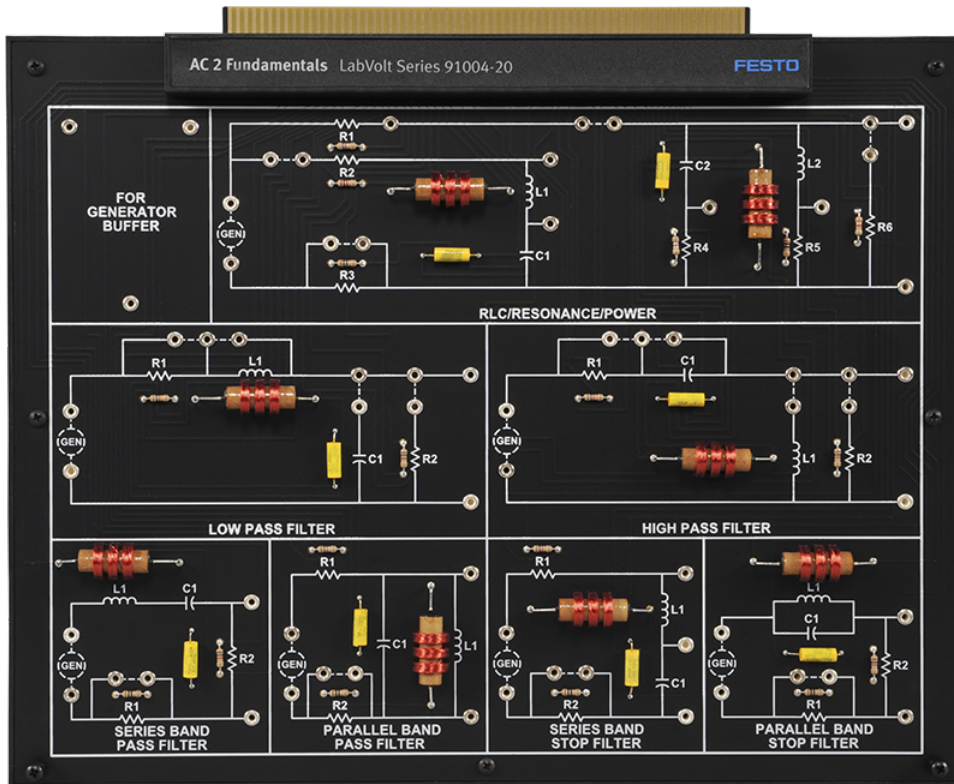 AC 2 Fundamentals LabVolt Series 91004-20
FESTO
FOR
GENERATOR
BUFFER
R1
R2
L1
C2
L2
GEN
R4
R5
R6
C1
R3
RLC/RESONANCE/POWER
R1
L1
GEN
C1
R2
LOW PASS FILTER
R1
C1
GEN
L1
R2
HIGH PASS FILTER
L1
C1
GEN
R2
R1
SERIES BAND
PASS FILTER
R1
C1
L1
GEN
R2
PARALLEL BAND
PASS FILTER
R1
L1
GEN
C1
R2
SERIES BAND
STOP FILTER
L1
C1
GEN
R2
R1
PARALLEL BAND
STOP FILTER